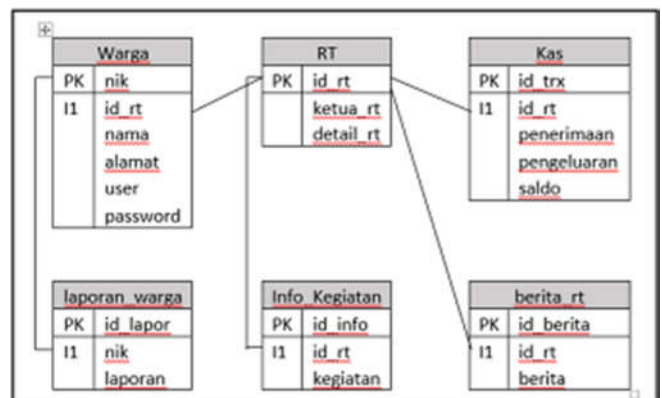 Warga
PK nik
I1 id_rt
nama
alamat
user
password
RT
PK id_rt
ketua_rt
detail_rt
Kas
PK id_trx
I1 id_rt
penerimaan
pengeluaran
saldo
laporan_warga
PK id_lapor
I1 nik
laporan
Info_Kegiatan
PK id_info
I1 id_rt
kegiatan
berita_rt
PK id_berita
I1 id_rt
berita